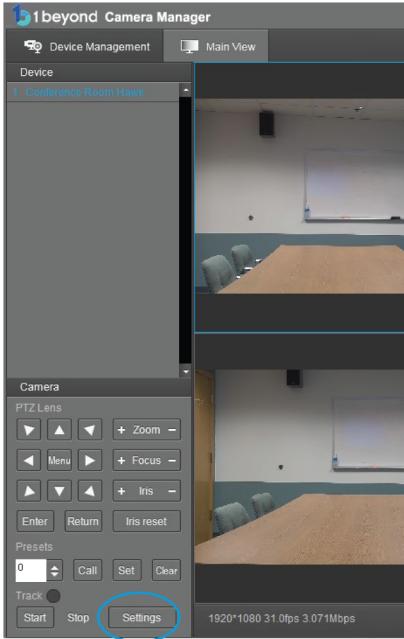 1beyond Camera Manager
Device Management Main View
Device
1 Conference Room Hawk
Camera
PTZ Lens
+ Zoom −
Menu + Focus −
+ Iris −
Enter Return Iris reset
Presets
0 Call Set Clear
Track
Start Stop Settings
1920*1080 31.0fps 3.071Mbps